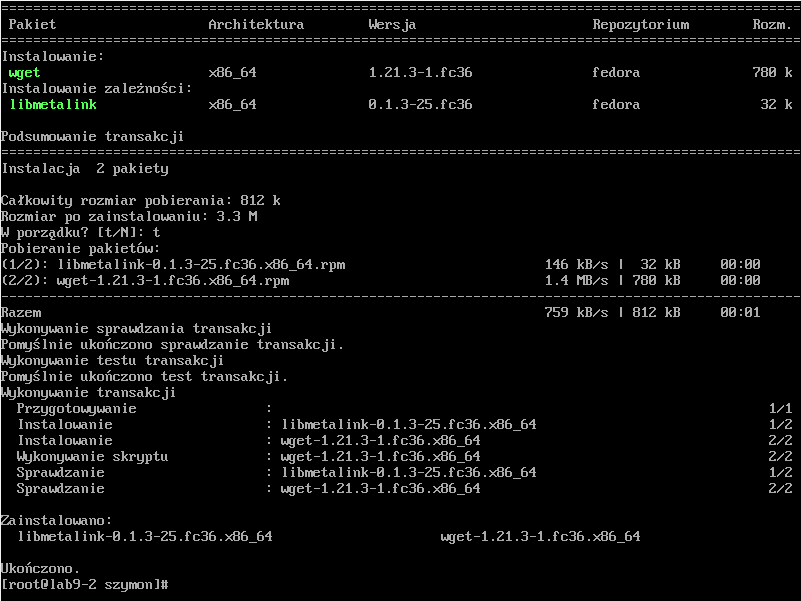 Pakiet Architektura Wersja Repozytorium Rozm.
Instalowanie:
wget x86_64 1.21.3-1.fc36 fedora 780 k
Instalowanie zależności:
libmetalink x86_64 0.1.3-25.fc36 fedora 32 k
Podsumowanie transakcji
Instalacja 2 pakiety
Całkowity rozmiar pobierania: 812 k
Rozmiar po zainstalowaniu: 3.3 M
W porządku? [t/N]: t
Pobieranie pakietów:
(1/2): libmetalink-0.1.3-25.fc36.x86_64.rpm 146 kB/s | 32 kB 00:00
(2/2): wget-1.21.3-1.fc36.x86_64.rpm 1.4 MB/s | 780 kB 00:00
Razem 759 kB/s | 812 kB 00:01
Wykonywanie sprawdzania transakcji
Pomyślnie ukończono sprawdzanie transakcji.
Wykonywanie testu transakcji
Pomyślnie ukończono test transakcji.
Wykonywanie transakcji
Przygotowywanie : 1/1
Instalowanie : libmetalink-0.1.3-25.fc36.x86_64 1/2
Instalowanie : wget-1.21.3-1.fc36.x86_64 2/2
Wykonywanie skryptu : wget-1.21.3-1.fc36.x86_64 2/2
Sprawdzanie : libmetalink-0.1.3-25.fc36.x86_64 1/2
Sprawdzanie : wget-1.21.3-1.fc36.x86_64 2/2
Zainstalowano:
libmetalink-0.1.3-25.fc36.x86_64 wget-1.21.3-1.fc36.x86_64
Ukończono.
[root@lab9-2 szymon]#